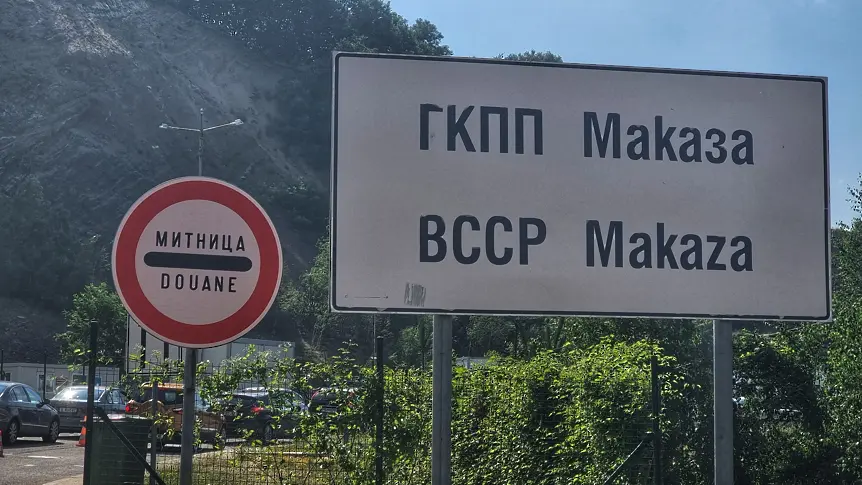 МИТНИЦА
DOUANE
ГКПП Маказа
BCCP Makaza